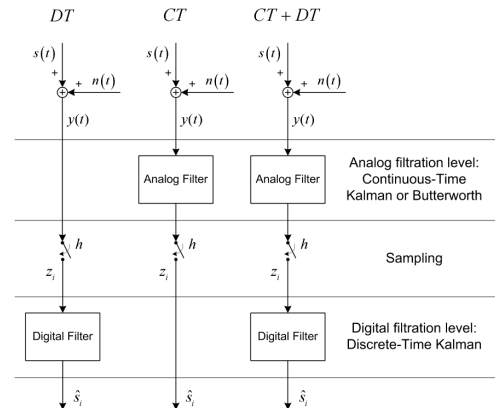 DT CT CT + DT
s(t) s(t) s(t)
+ + n(t) + + n(t) + + n(t)
y(t) y(t) y(t)
Analog Filter Analog Filter
Analog filtration level:
Continuous-Time
Kalman or Butterworth
h h h
Sampling
z_i z_i z_i
Digital Filter Digital Filter
Digital filtration level:
Discrete-Time Kalman
ŝ_i ŝ_i ŝ_i